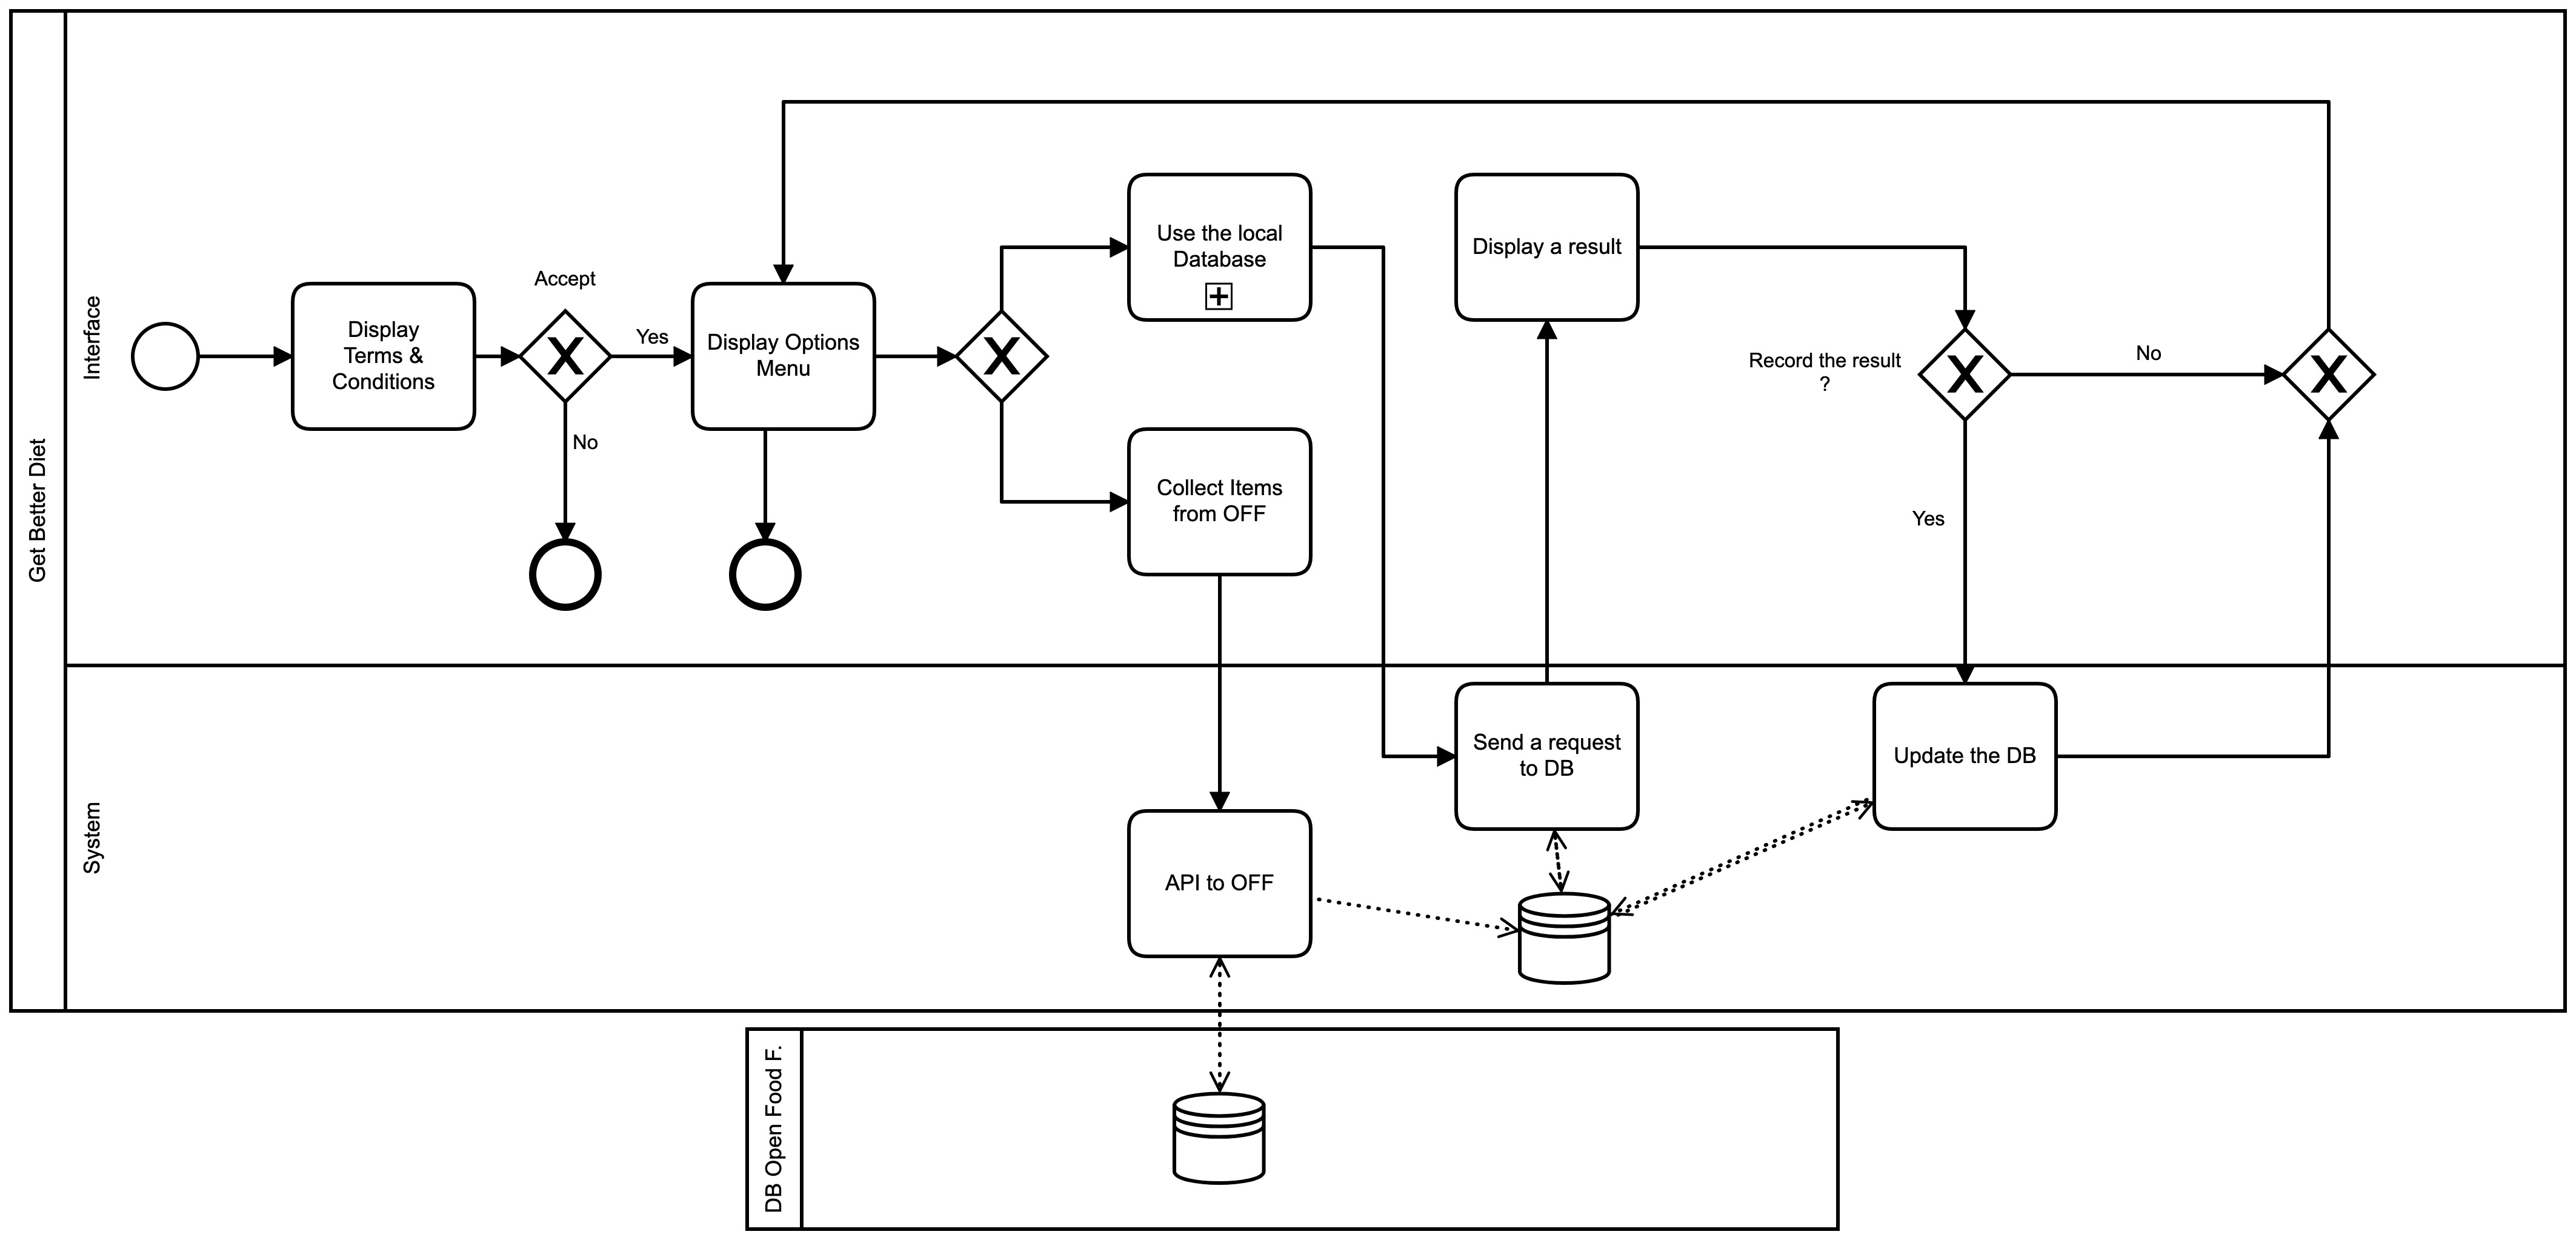 Get Better Diet
Interface
Display
Terms &
Conditions
Accept
Yes
No
Display Options
Menu
Use the local
Database
Collect Items
from OFF
Display a result
Record the result
?
No
Yes
System
API to OFF
Send a request
to DB
Update the DB
DB Open Food F.